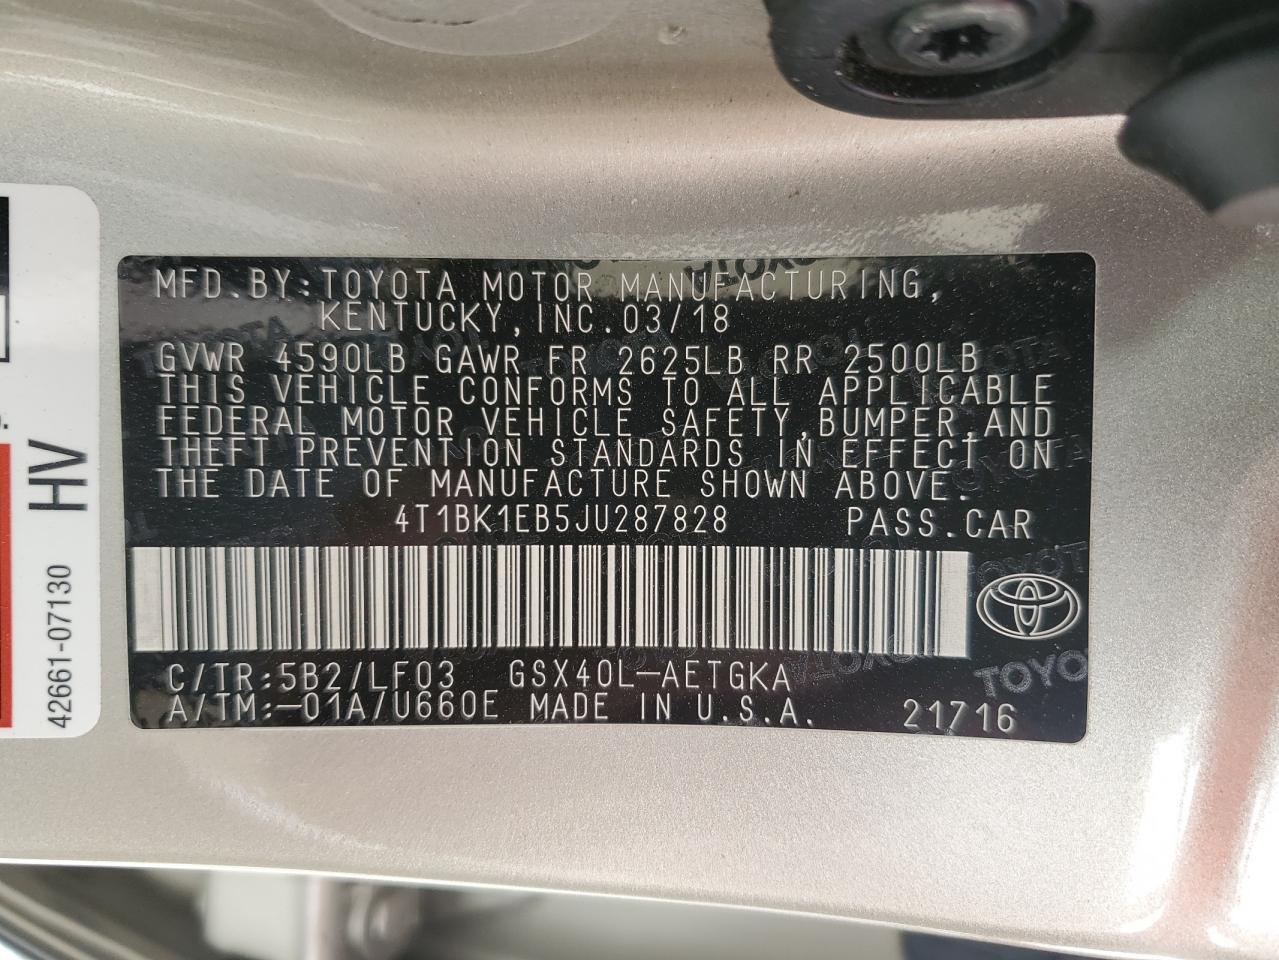 MFD.BY:TOYOTA MOTOR MANUFACTURING,
KENTUCKY,INC.03/18
GVWR 4590LB GAWR FR 2625LB RR 2500LB
THIS VEHICLE CONFORMS TO ALL APPLICABLE
FEDERAL MOTOR VEHICLE SAFETY,BUMPER,AND
THEFT PREVENTION STANDARDS IN EFFECT ON
THE DATE OF MANUFACTURE SHOWN ABOVE.
4T1BK1EB5JU287828 PASS.CAR
C/TR:5B2/LF03 GSX40L-AETGKA
A/TM:-01A/U660E MADE IN U.S.A. 21716
TOYO
HV
42661-07130